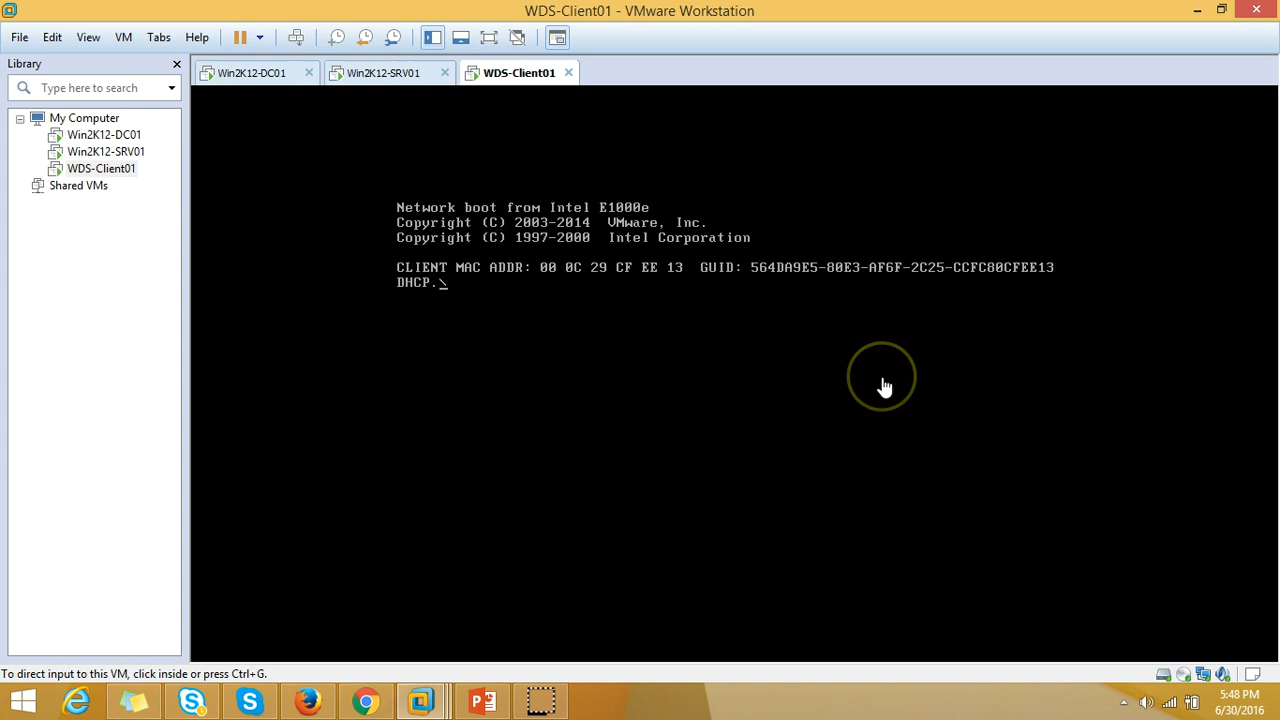 WDS-Client01 - VMware Workstation
File Edit View VM Tabs Help
Library
Type here to search
My Computer
Win2K12-DC01
Win2K12-SRV01
WDS-Client01
Shared VMs
Win2K12-DC01 Win2K12-SRV01 WDS-Client01
Network boot from Intel E1000e
Copyright (C) 2003-2014 VMware, Inc.
Copyright (C) 1997-2000 Intel Corporation
CLIENT MAC ADDR: 00 0C 29 CF EE 13 GUID: 564DA9E5-80E3-AF6F-2C25-CCFC80CFEE13
DHCP.\
To direct input to this VM, click inside or press Ctrl+G.
5:48 PM
6/30/2016